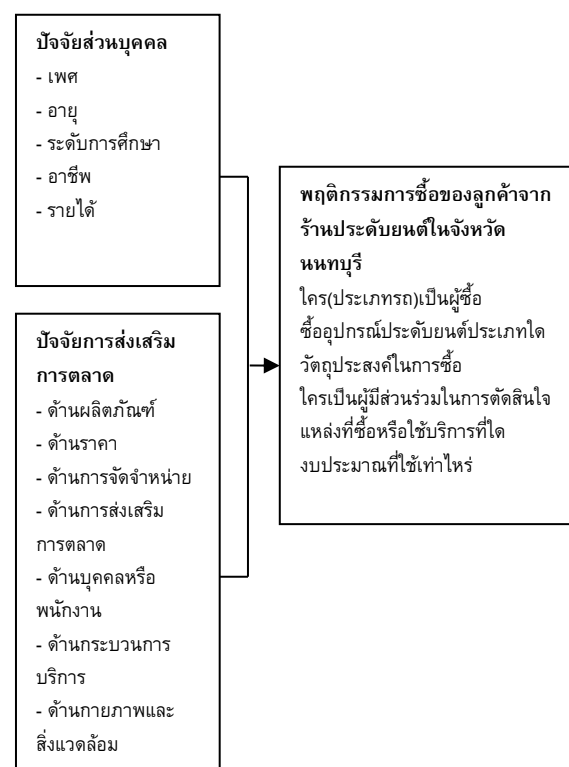 ปัจจัยส่วนบุคคล
- เพศ
- อายุ
- ระดับการศึกษา
- อาชีพ
- รายได้
ปัจจัยการส่งเสริม
การตลาด
- ด้านผลิตภัณฑ์
- ด้านราคา
- ด้านการจัดจำหน่าย
- ด้านการส่งเสริม
การตลาด
- ด้านบุคคลหรือ
พนักงาน
- ด้านกระบวนการ
บริการ
- ด้านกายภาพและ
สิ่งแวดล้อม
พฤติกรรมการซื้อของลูกค้าจาก
ร้านประดับยนต์ในจังหวัด
นนทบุรี
ใคร(ประเภทรถ)เป็นผู้ซื้อ
ซื้ออุปกรณ์ประดับยนต์ประเภทใด
วัตถุประสงค์ในการซื้อ
ใครเป็นผู้มีส่วนร่วมในการตัดสินใจ
แหล่งที่ซื้อหรือใช้บริการที่ใด
งบประมาณที่ใช้เท่าไหร่